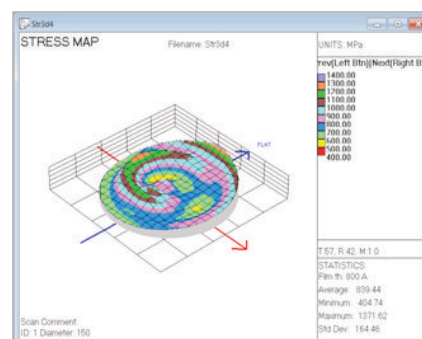 Str3d4
STRESS MAP
Filename: Str3d4
UNITS: MPa
rev(Left Btn)|Next(Right B
1400.00
1300.00
1200.00
1100.00
1000.00
900.00
800.00
700.00
600.00
500.00
400.00
FLAT
T:57, R:42, M:1.0
STATISTICS
Film th: 800 A
Average: 839.44
Minimum: 404.74
Maximum: 1371.62
Std Dev: 164.46
Scan Comment
ID: 1 Diameter: 150